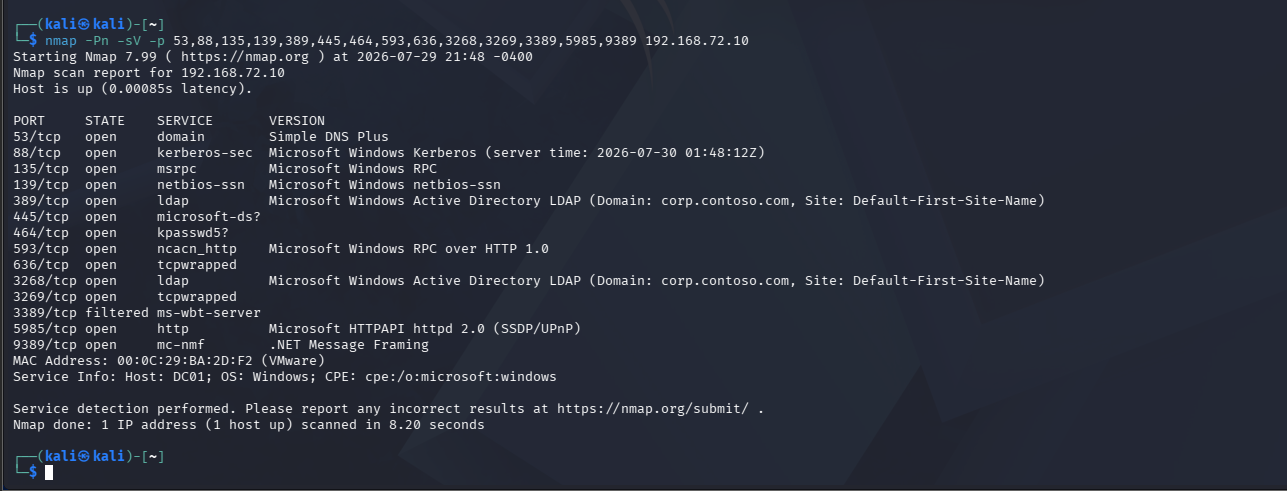 ┌──(kali㉿kali)-[~]
└─$ nmap -Pn -sV -p 53,88,135,139,389,445,464,593,636,3268,3269,3389,5985,9389 192.168.72.10
Starting Nmap 7.99 ( https://nmap.org ) at 2026-07-29 21:48 -0400
Nmap scan report for 192.168.72.10
Host is up (0.00085s latency).

PORT     STATE    SERVICE       VERSION
53/tcp   open     domain        Simple DNS Plus
88/tcp   open     kerberos-sec  Microsoft Windows Kerberos (server time: 2026-07-30 01:48:12Z)
135/tcp  open     msrpc         Microsoft Windows RPC
139/tcp  open     netbios-ssn   Microsoft Windows netbios-ssn
389/tcp  open     ldap          Microsoft Windows Active Directory LDAP (Domain: corp.contoso.com, Site: Default-First-Site-Name)
445/tcp  open     microsoft-ds?
464/tcp  open     kpasswd5?
593/tcp  open     ncacn_http    Microsoft Windows RPC over HTTP 1.0
636/tcp  open     tcpwrapped
3268/tcp open     ldap          Microsoft Windows Active Directory LDAP (Domain: corp.contoso.com, Site: Default-First-Site-Name)
3269/tcp open     tcpwrapped
3389/tcp filtered ms-wbt-server
5985/tcp open     http          Microsoft HTTPAPI httpd 2.0 (SSDP/UPnP)
9389/tcp open     mc-nmf        .NET Message Framing
MAC Address: 00:0C:29:BA:2D:F2 (VMware)
Service Info: Host: DC01; OS: Windows; CPE: cpe:/o:microsoft:windows

Service detection performed. Please report any incorrect results at https://nmap.org/submit/ .
Nmap done: 1 IP address (1 host up) scanned in 8.20 seconds

┌──(kali㉿kali)-[~]
└─$